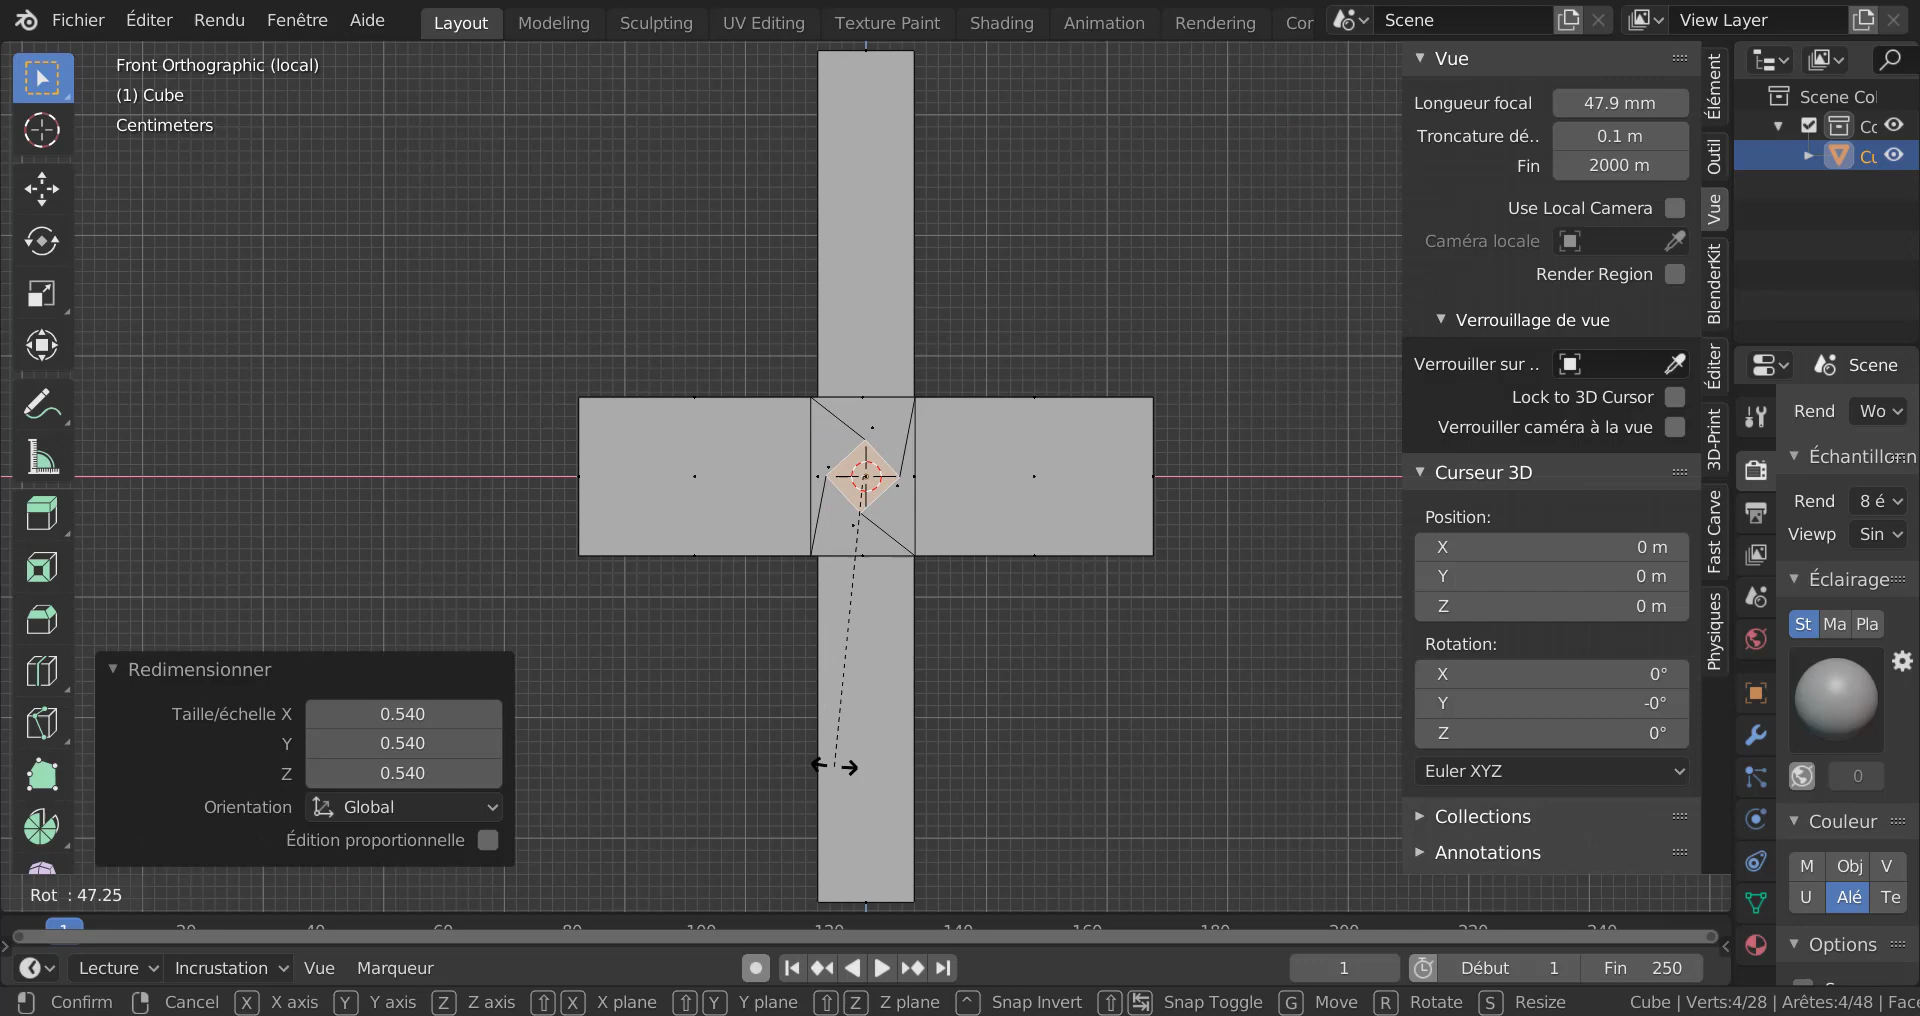 Fichier Éditer Rendu Fenêtre Aide Layout Modeling Sculpting UV Editing Texture Paint Shading Animation Rendering Scene View Layer
Front Orthographic (local)
(1) Cube
Centimeters
Redimensionner
Taille/échelle X 0.540
Y 0.540
Z 0.540
Orientation Global
Édition proportionnelle
Rot : 47.25
Vue
Longueur focal 47.9 mm
Troncature dé.. 0.1 m
Fin 2000 m
Use Local Camera
Caméra locale
Render Region
Verrouillage de vue
Verrouiller sur ..
Lock to 3D Cursor
Verrouiller caméra à la vue
Curseur 3D
Position:
X 0 m
Y 0 m
Z 0 m
Rotation:
X 0°
Y -0°
Z 0°
Euler XYZ
Collections
Annotations
Élément
Outil
Vue
BlenderKit
Éditer
3D-Print
Fast Carve
Physiques
Scene Col
Scene
Rend Wo
Rend 8 é
Viewp Sin
Éclairage
St Ma Pla
0
Couleur
M Obj V
U Alé Te
Options
1
Lecture Incrustation Vue Marqueur 1 Début 1 Fin 250
Confirm Cancel X X axis Y Y axis Z Z axis X X plane Y Y plane Z Z plane ^ Snap Invert Snap Toggle G Move R Rotate S Resize Cube | Verts:4/28 | Arêtes:4/48 | Face